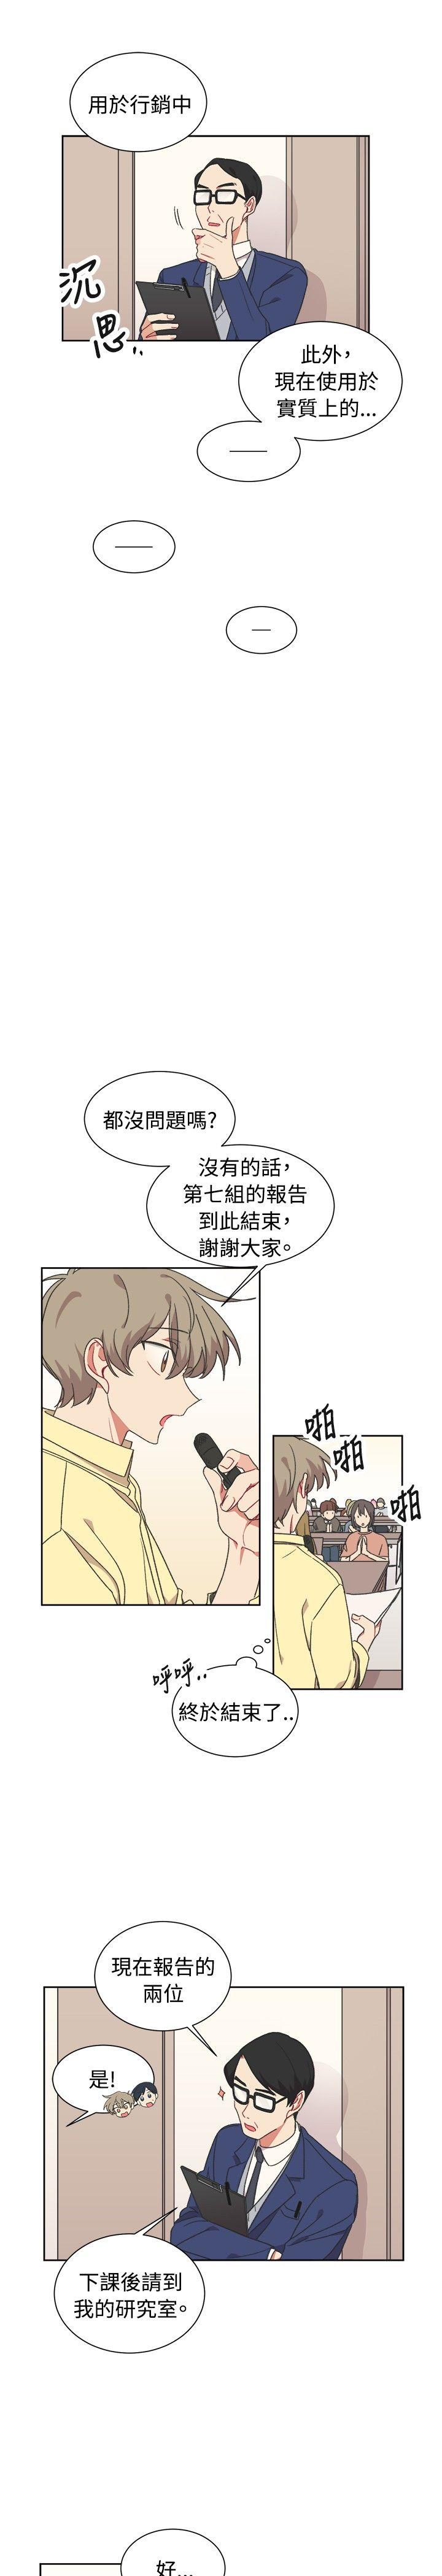 用於行銷中
沉
思..
此外，
現在使用於
實質上的...
都沒問題嗎?
沒有的話，
第七組的報告
到此結束，
謝謝大家。
啪
啪
啪
呼呼..
終於結束了..
現在報告的
兩位
是!
下課後請到
我的研究室。
好...